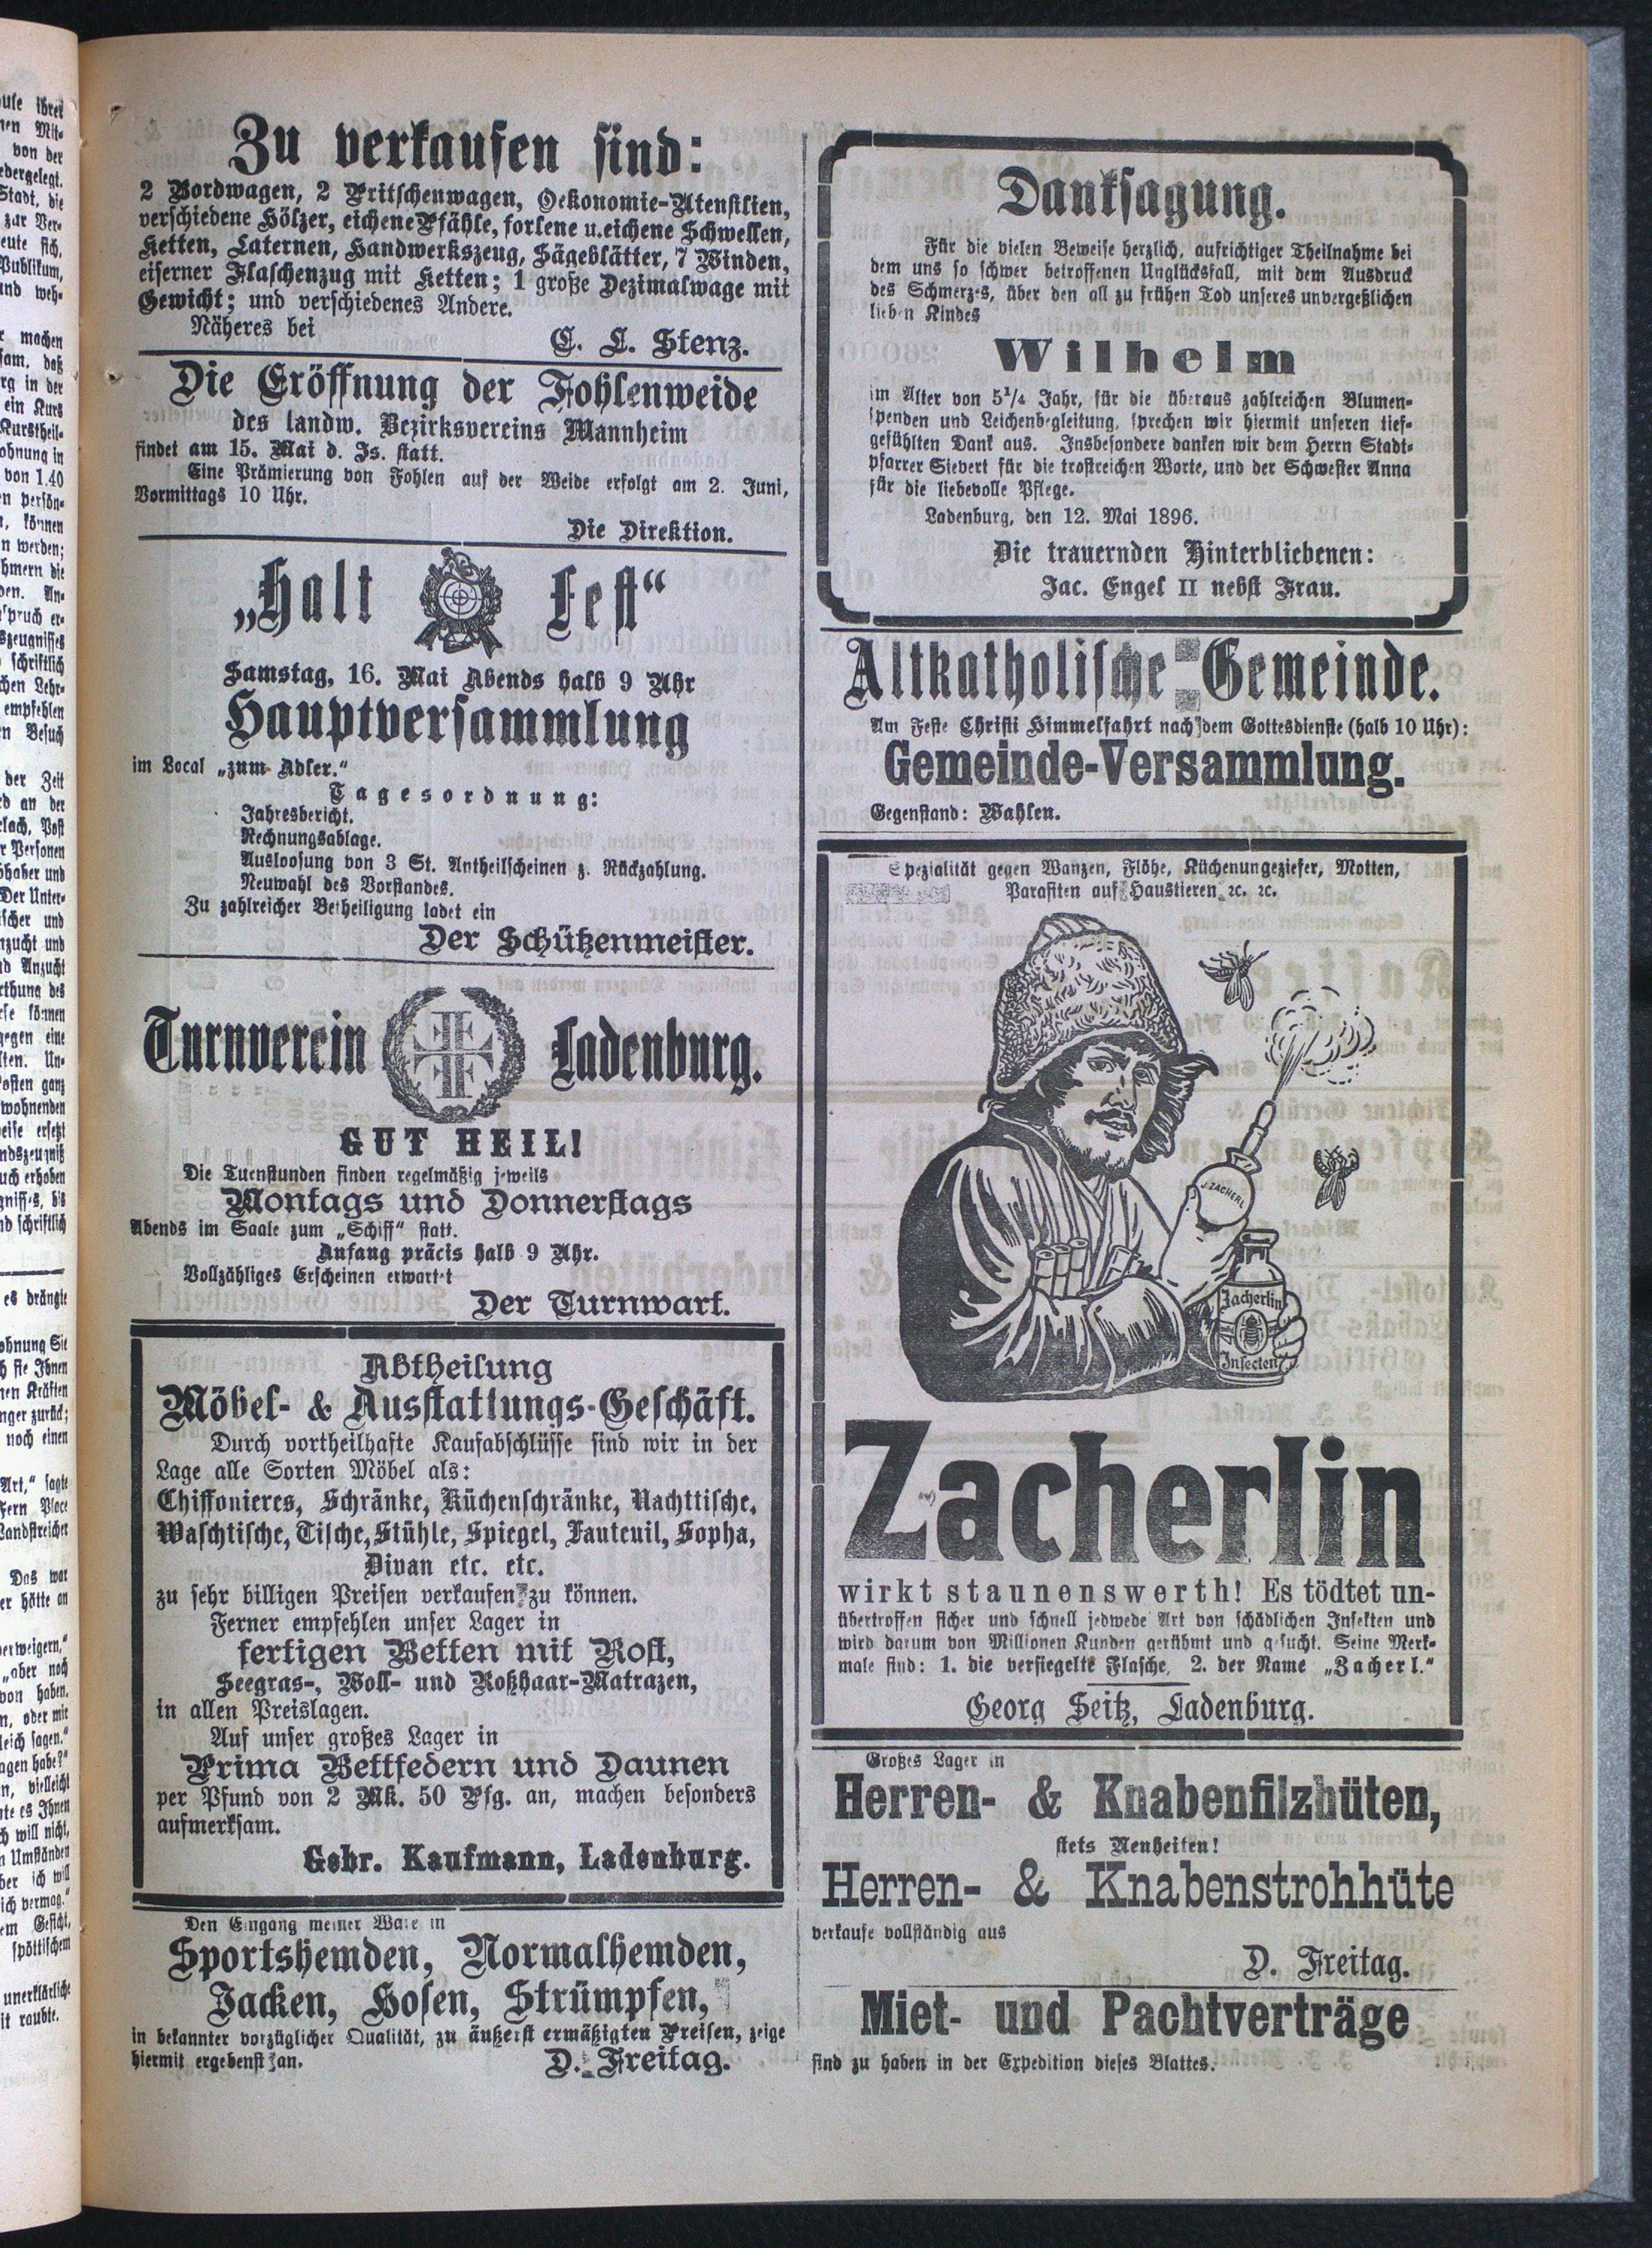 Zu verkaufen sind:
2 Bordwagen, 2 Pritschenwagen, Oekonomie-Utensilien,
verschiedene Hölzer, eichene Pfähle, forlene u. eichene Schwellen,
Ketten, Laternen, Handwerkszeug, Sägeblätter, 7 Winden,
eiserner Flaschenzug mit Ketten; 1 große Dezimalwage mit
Gewicht; und verschiedenes Andere.
Näheres bei
C. L. Stenz.
Die Eröffnung der Fohlenweide
des landw. Bezirksvereins Mannheim
findet am 15. Mai d. Js. statt.
Eine Prämierung von Fohlen auf der Weide erfolgt am 2. Juni,
Vormittags 10 Uhr.
Die Direktion.
„Halt Fest“
Samstag, 16. Mai Abends halb 9 Uhr
Hauptversammlung
im Local „zum Adler.“
Tagesordnung:
Jahresbericht.
Rechnungsablage.
Ausloosung von 3 St. Antheilscheinen z. Rückzahlung.
Neuwahl des Vorstandes.
Zu zahlreicher Betheiligung ladet ein
Der Schützenmeister.
Turnverein Ladenburg.
GUT HEIL!
Die Turnstunden finden regelmäßig jeweils
Montags und Donnerstags
Abends im Saale zum „Schiff“ statt.
Anfang präcis halb 9 Uhr.
Vollzähliges Erscheinen erwartet
Der Turnwart.
Abtheilung
Möbel- & Ausstattungs-Geschäft.
Durch vortheilhafte Kaufabschlüsse sind wir in der
Lage alle Sorten Möbel als:
Chiffonieres, Schränke, Küchenschränke, Nachttische,
Waschtische, Tische, Stühle, Spiegel, Fauteuil, Sopha,
Divan etc. etc.
zu sehr billigen Preisen verkaufen zu können.
Ferner empfehlen unser Lager in
fertigen Betten mit Rost,
Seegras-, Woll- und Roßhaar-Matrazen,
in allen Preislagen.
Auf unser großes Lager in
Prima Bettfedern und Daunen
per Pfund von 2 Mk. 50 Pfg. an, machen besonders
aufmerksam.
Gebr. Kaufmann, Ladenburg.
Den Eingang meiner Ware in
Sportshemden, Normalhemden,
Jacken, Hosen, Strümpfen,
in bekannter vorzüglicher Qualität, zu äußerst ermäßigten Preisen, zeige
hiermit ergebenst an.
D. Freitag.
Danksagung.
Für die vielen Beweise herzlich, aufrichtiger Theilnahme bei
dem uns so schwer betroffenen Unglücksfall, mit dem Ausdruck
des Schmerzes, über den all zu frühen Tod unseres unvergeßlichen
lieben Kindes
Wilhelm
im Alter von 5¼ Jahr, für die überaus zahlreichen Blumen-
spenden und Leichenbegleitung, sprechen wir hiermit unseren tief-
gefühlten Dank aus. Insbesondere danken wir dem Herrn Stadt-
pfarrer Sievert für die trostreichen Worte, und der Schwester Anna
für die liebevolle Pflege.
Ladenburg, den 12. Mai 1896.
Die trauernden Hinterbliebenen:
Jac. Engel II nebst Frau.
Altkatholische Gemeinde.
Am Feste Christi Himmelfahrt nach dem Gottesdienste (halb 10 Uhr):
Gemeinde-Versammlung.
Gegenstand: Wahlen.
Spezialität gegen Wanzen, Flöhe, Küchenungeziefer, Motten,
Parasiten auf Haustieren ꝛc. ꝛc.
J. ZACHERL
Zacherlin
Insecten
Zacherlin
wirkt staunenswerth! Es tödtet un-
übertroffen sicher und schnell jedwede Art von schädlichen Insekten und
wird darum von Millionen Kunden gerühmt und gesucht. Seine Merk-
male sind: 1. die versiegelte Flasche, 2. der Name „Zacherl.“
Georg Seitz, Ladenburg.
Großes Lager in
Herren- & Knabenfilzhüten,
stets Neuheiten!
Herren- & Knabenstrohhüte
verkaufe vollständig aus
D. Freitag.
Miet- und Pachtverträge
sind zu haben in der Expedition dieses Blattes.